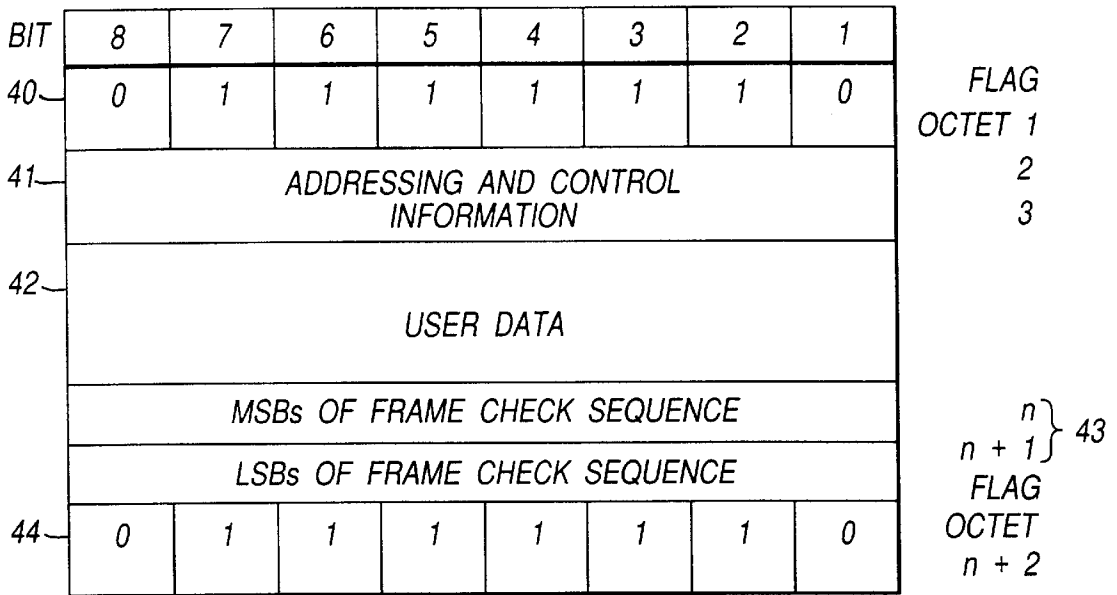 BIT 8 7 6 5 4 3 2 1
40 0 1 1 1 1 1 1 0 FLAG
OCTET 1
41 ADDRESSING AND CONTROL 2
INFORMATION 3
42
USER DATA
MSBs OF FRAME CHECK SEQUENCE n
43
LSBs OF FRAME CHECK SEQUENCE n + 1
FLAG
44 0 1 1 1 1 1 1 0 OCTET
n + 2